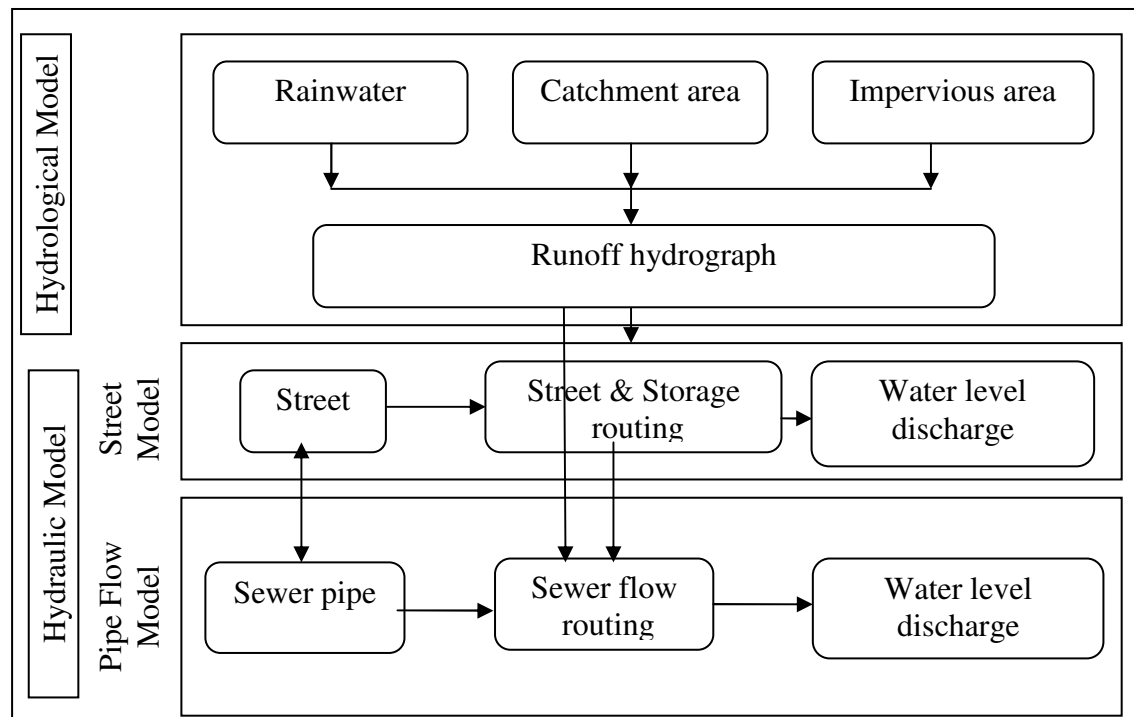 Hydrological Model
Rainwater
Catchment area
Impervious area
Runoff hydrograph
Hydraulic Model
Street
Model
Street
Street & Storage
routing
Water level
discharge
Pipe Flow
Model
Sewer pipe
Sewer flow
routing
Water level
discharge